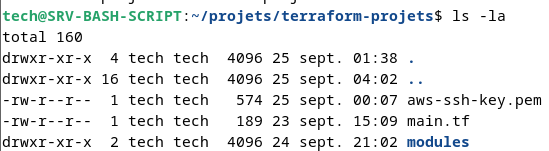 tech@SRV-BASH-SCRIPT:~/projets/terraform-projets$ ls -la
total 160
drwxr-xr-x  4 tech tech  4096 25 sept. 01:38 .
drwxr-xr-x 16 tech tech  4096 25 sept. 04:02 ..
-rw-r--r--  1 tech tech   574 25 sept. 00:07 aws-ssh-key.pem
-rw-r--r--  1 tech tech   189 23 sept. 15:09 main.tf
drwxr-xr-x  2 tech tech  4096 24 sept. 21:02 modules